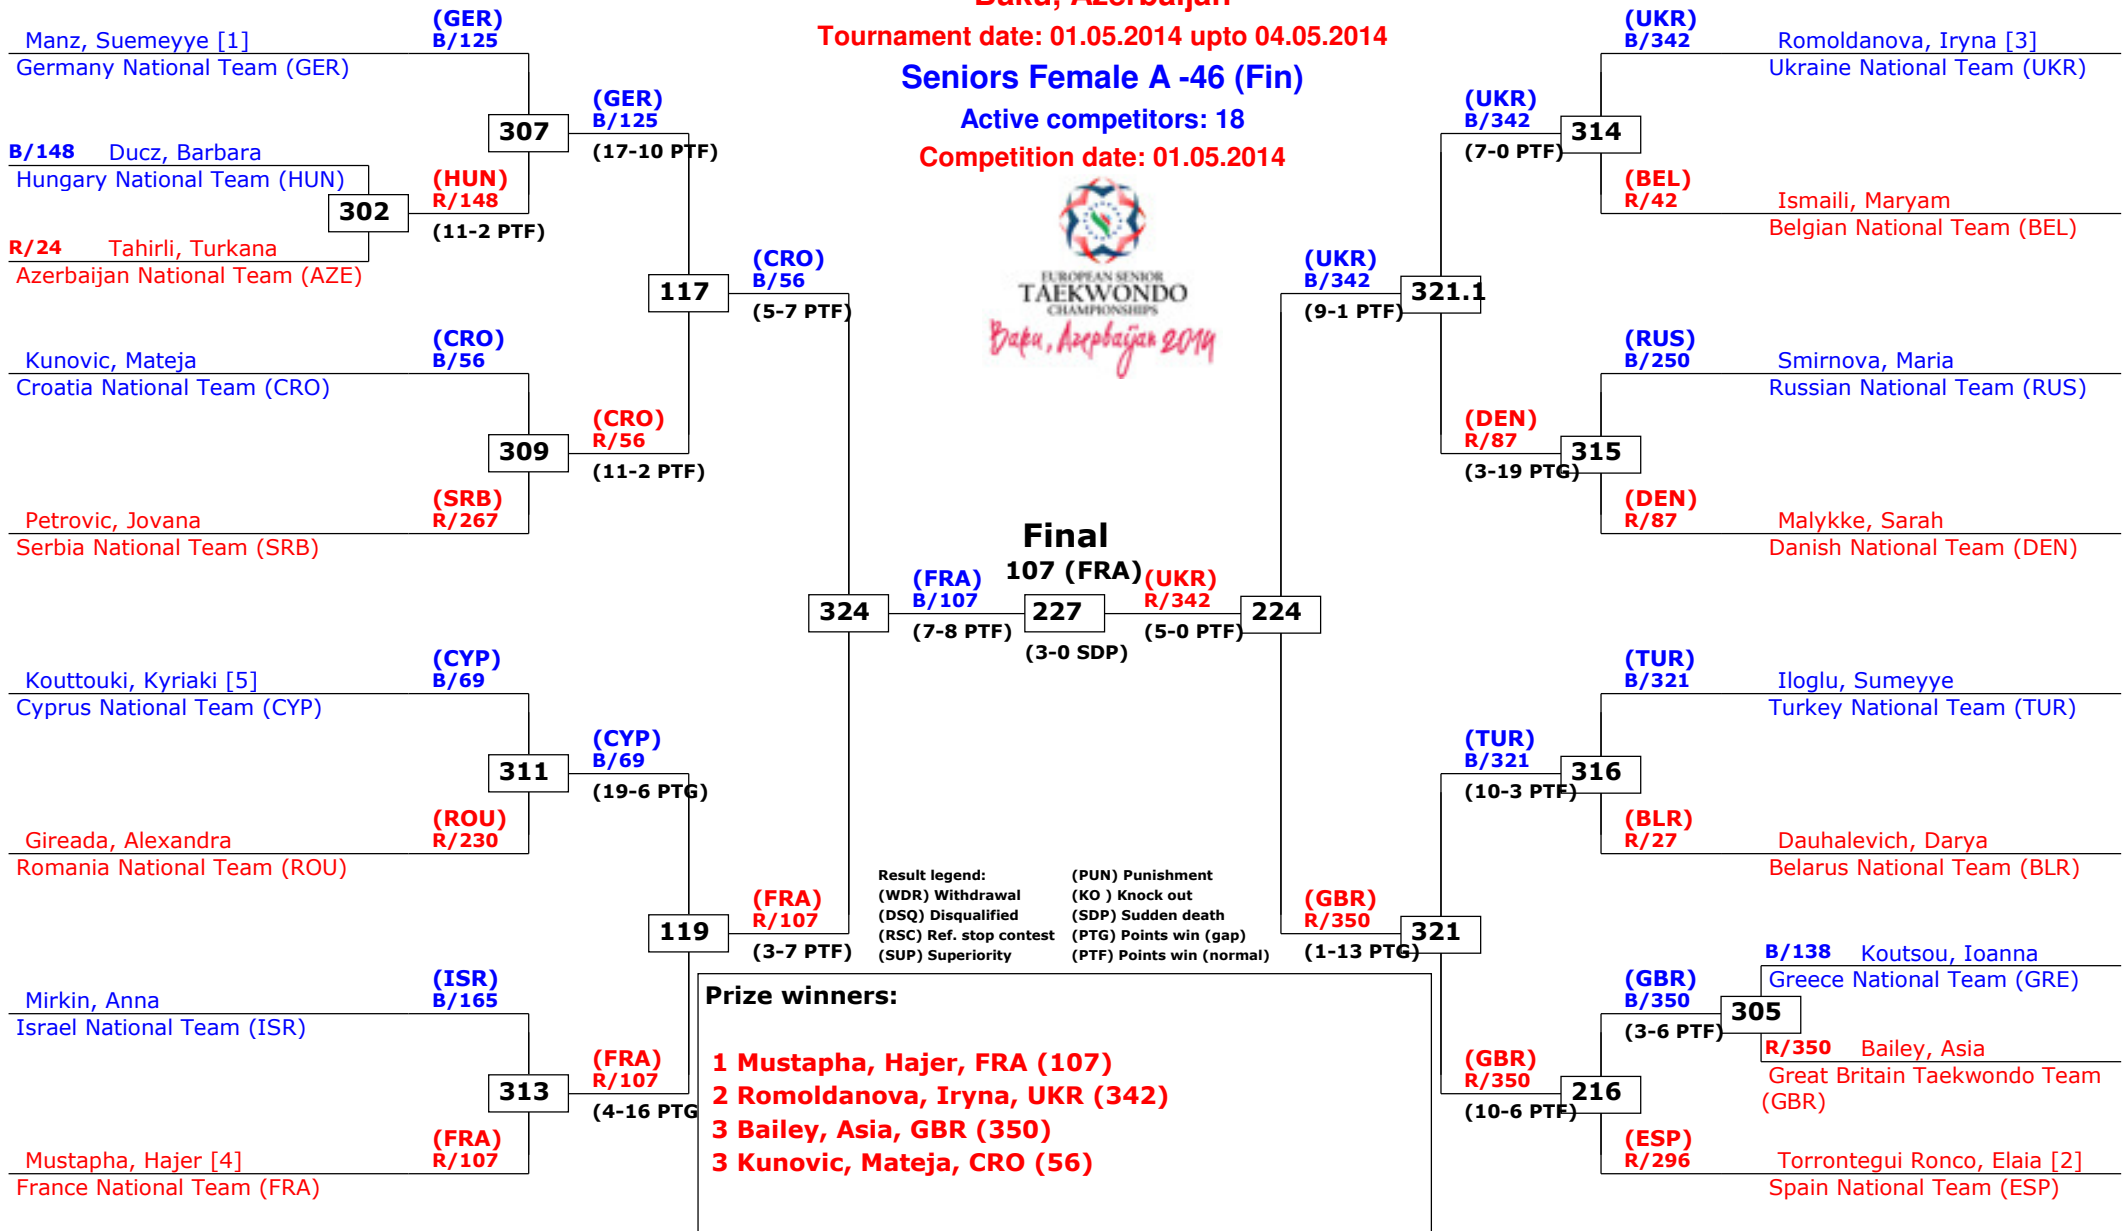 Baku, Azerbaijan
Tournament date: 01.05.2014 upto 04.05.2014
Seniors Female A -46 (Fin)
Active competitors: 18
Competition date: 01.05.2014
EUROPEAN SENIOR
TAEKWONDO
CHAMPIONSHIPS
Baku, Azerbaijan 2014
Manz, Suemeyye [1]
Germany National Team (GER)
(GER)
B/125
307
(GER)
B/125
(17-10 PTF)
B/148 Ducz, Barbara
Hungary National Team (HUN)
302
(HUN)
R/148
(11-2 PTF)
R/24 Tahirli, Turkana
Azerbaijan National Team (AZE)
117
(CRO)
B/56
(5-7 PTF)
Kunovic, Mateja
Croatia National Team (CRO)
(CRO)
B/56
309
(CRO)
R/56
(11-2 PTF)
Petrovic, Jovana
Serbia National Team (SRB)
(SRB)
R/267
324
(FRA)
B/107
(7-8 PTF)
Final
107 (FRA)
227
(3-0 SDP)
(UKR)
R/342
(5-0 PTF)
224
Kouttouki, Kyriaki [5]
Cyprus National Team (CYP)
(CYP)
B/69
311
(CYP)
B/69
(19-6 PTG)
Gireada, Alexandra
Romania National Team (ROU)
(ROU)
R/230
119
(FRA)
R/107
(3-7 PTF)
Mirkin, Anna
Israel National Team (ISR)
(ISR)
B/165
313
(FRA)
R/107
(4-16 PTG
Mustapha, Hajer [4]
France National Team (FRA)
(FRA)
R/107
(UKR)
B/342
Romoldanova, Iryna [3]
Ukraine National Team (UKR)
(UKR)
B/342
(7-0 PTF)
314
(BEL)
R/42
Ismaili, Maryam
Belgian National Team (BEL)
(UKR)
B/342
(9-1 PTF)
321.1
(RUS)
B/250
Smirnova, Maria
Russian National Team (RUS)
(DEN)
R/87
(3-19 PTG)
315
(DEN)
R/87
Malykke, Sarah
Danish National Team (DEN)
(TUR)
B/321
Iloglu, Sumeyye
Turkey National Team (TUR)
(TUR)
B/321
(10-3 PTF)
316
(BLR)
R/27
Dauhalevich, Darya
Belarus National Team (BLR)
(GBR)
R/350
(1-13 PTG)
321
B/138 Koutsou, Ioanna
Greece National Team (GRE)
(GBR)
B/350
(3-6 PTF)
305
R/350 Bailey, Asia
Great Britain Taekwondo Team
(GBR)
(GBR)
R/350
(10-6 PTF)
216
(ESP)
R/296
Torrontegui Ronco, Elaia [2]
Spain National Team (ESP)
Result legend: (PUN) Punishment
(WDR) Withdrawal (KO ) Knock out
(DSQ) Disqualified (SDP) Sudden death
(RSC) Ref. stop contest (PTG) Points win (gap)
(SUP) Superiority (PTF) Points win (normal)
Prize winners:
1 Mustapha, Hajer, FRA (107)
2 Romoldanova, Iryna, UKR (342)
3 Bailey, Asia, GBR (350)
3 Kunovic, Mateja, CRO (56)